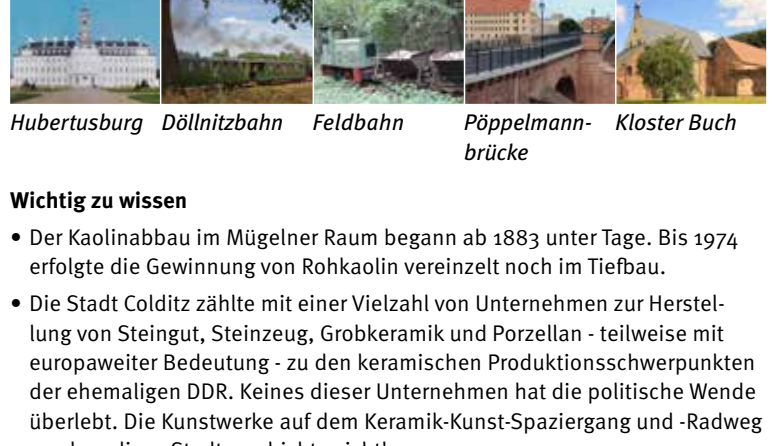 Hubertusburg Döllnitzbahn Feldbahn Pöppelmann- Kloster Buch
brücke
Wichtig zu wissen
• Der Kaolinabbau im Mügelner Raum begann ab 1883 unter Tage. Bis 1974
erfolgte die Gewinnung von Rohkaolin vereinzelt noch im Tiefbau.
• Die Stadt Colditz zählte mit einer Vielzahl von Unternehmen zur Herstel-
lung von Steingut, Steinzeug, Grobkeramik und Porzellan - teilweise mit
europaweiter Bedeutung - zu den keramischen Produktionsschwerpunkten
der ehemaligen DDR. Keines dieser Unternehmen hat die politische Wende
überlebt. Die Kunstwerke auf dem Keramik-Kunst-Spaziergang und -Radweg